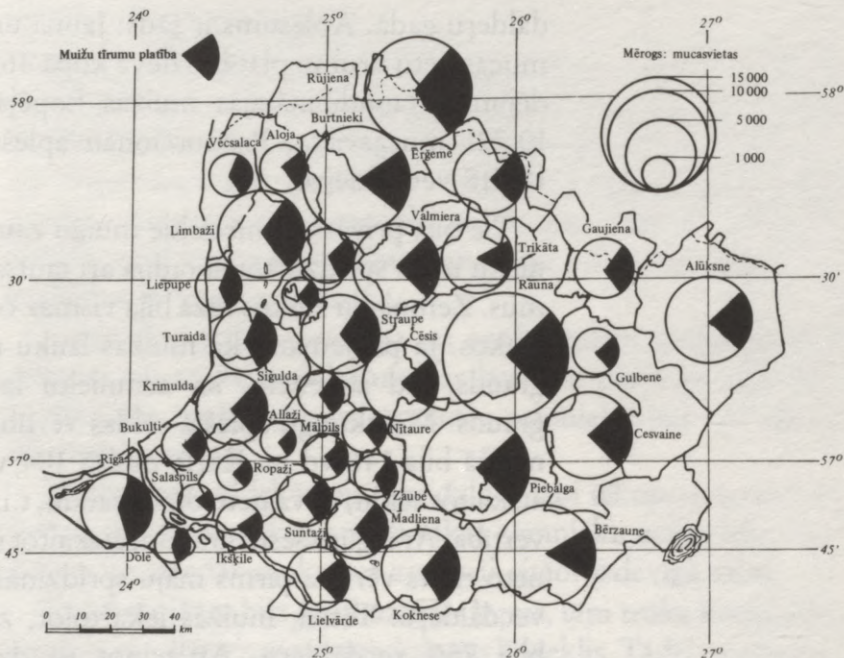 24° 25° 26° 27°
Muižu tīrumu platība
Mērogs: mucasvietas
15 000
10 000
5 000
1 000
58° 58°
Rūjiena
Burtnieki
Aloja
Vecsalaca
Ērģeme
Valmiera
Limbaži
Trikāta
Gaujiena
Alūksne
30′ 30′
Liepupe
Rauna
Straupe
Turaida
Cēsis
Sigulda
Gulbene
Krimulda
Allaži
Mālpils
Nītaure
Bukulti
Cesvaine
57° 57°
Rīga
Salaspils
Ropaži
Zaube
Piebalga
Suntaži
Madliena
Bērzaune
45′ 45′
Dole
Ikšķile
24°
0 10 20 30 40
km
Lielvārde
Koknese
25° 26° 27°